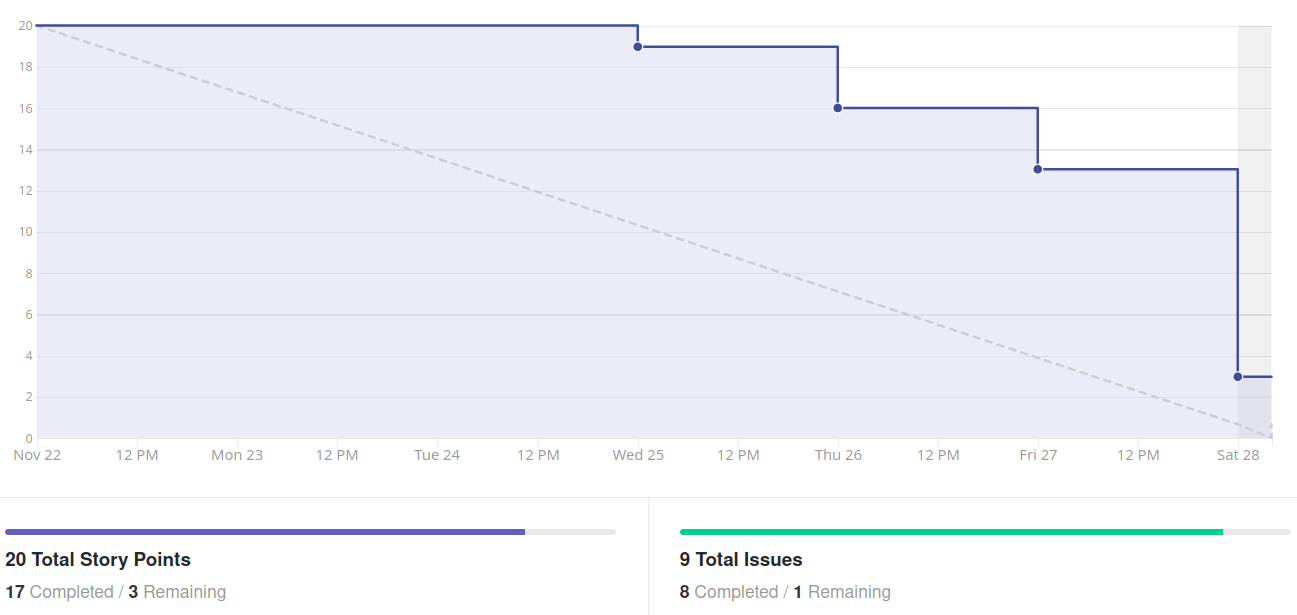 20
18
16
14
12
10
8
6
4
2
0
Nov 22 12 PM Mon 23 12 PM Tue 24 12 PM Wed 25 12 PM Thu 26 12 PM Fri 27 12 PM Sat 28
20 Total Story Points
17 Completed / 3 Remaining
9 Total Issues
8 Completed / 1 Remaining